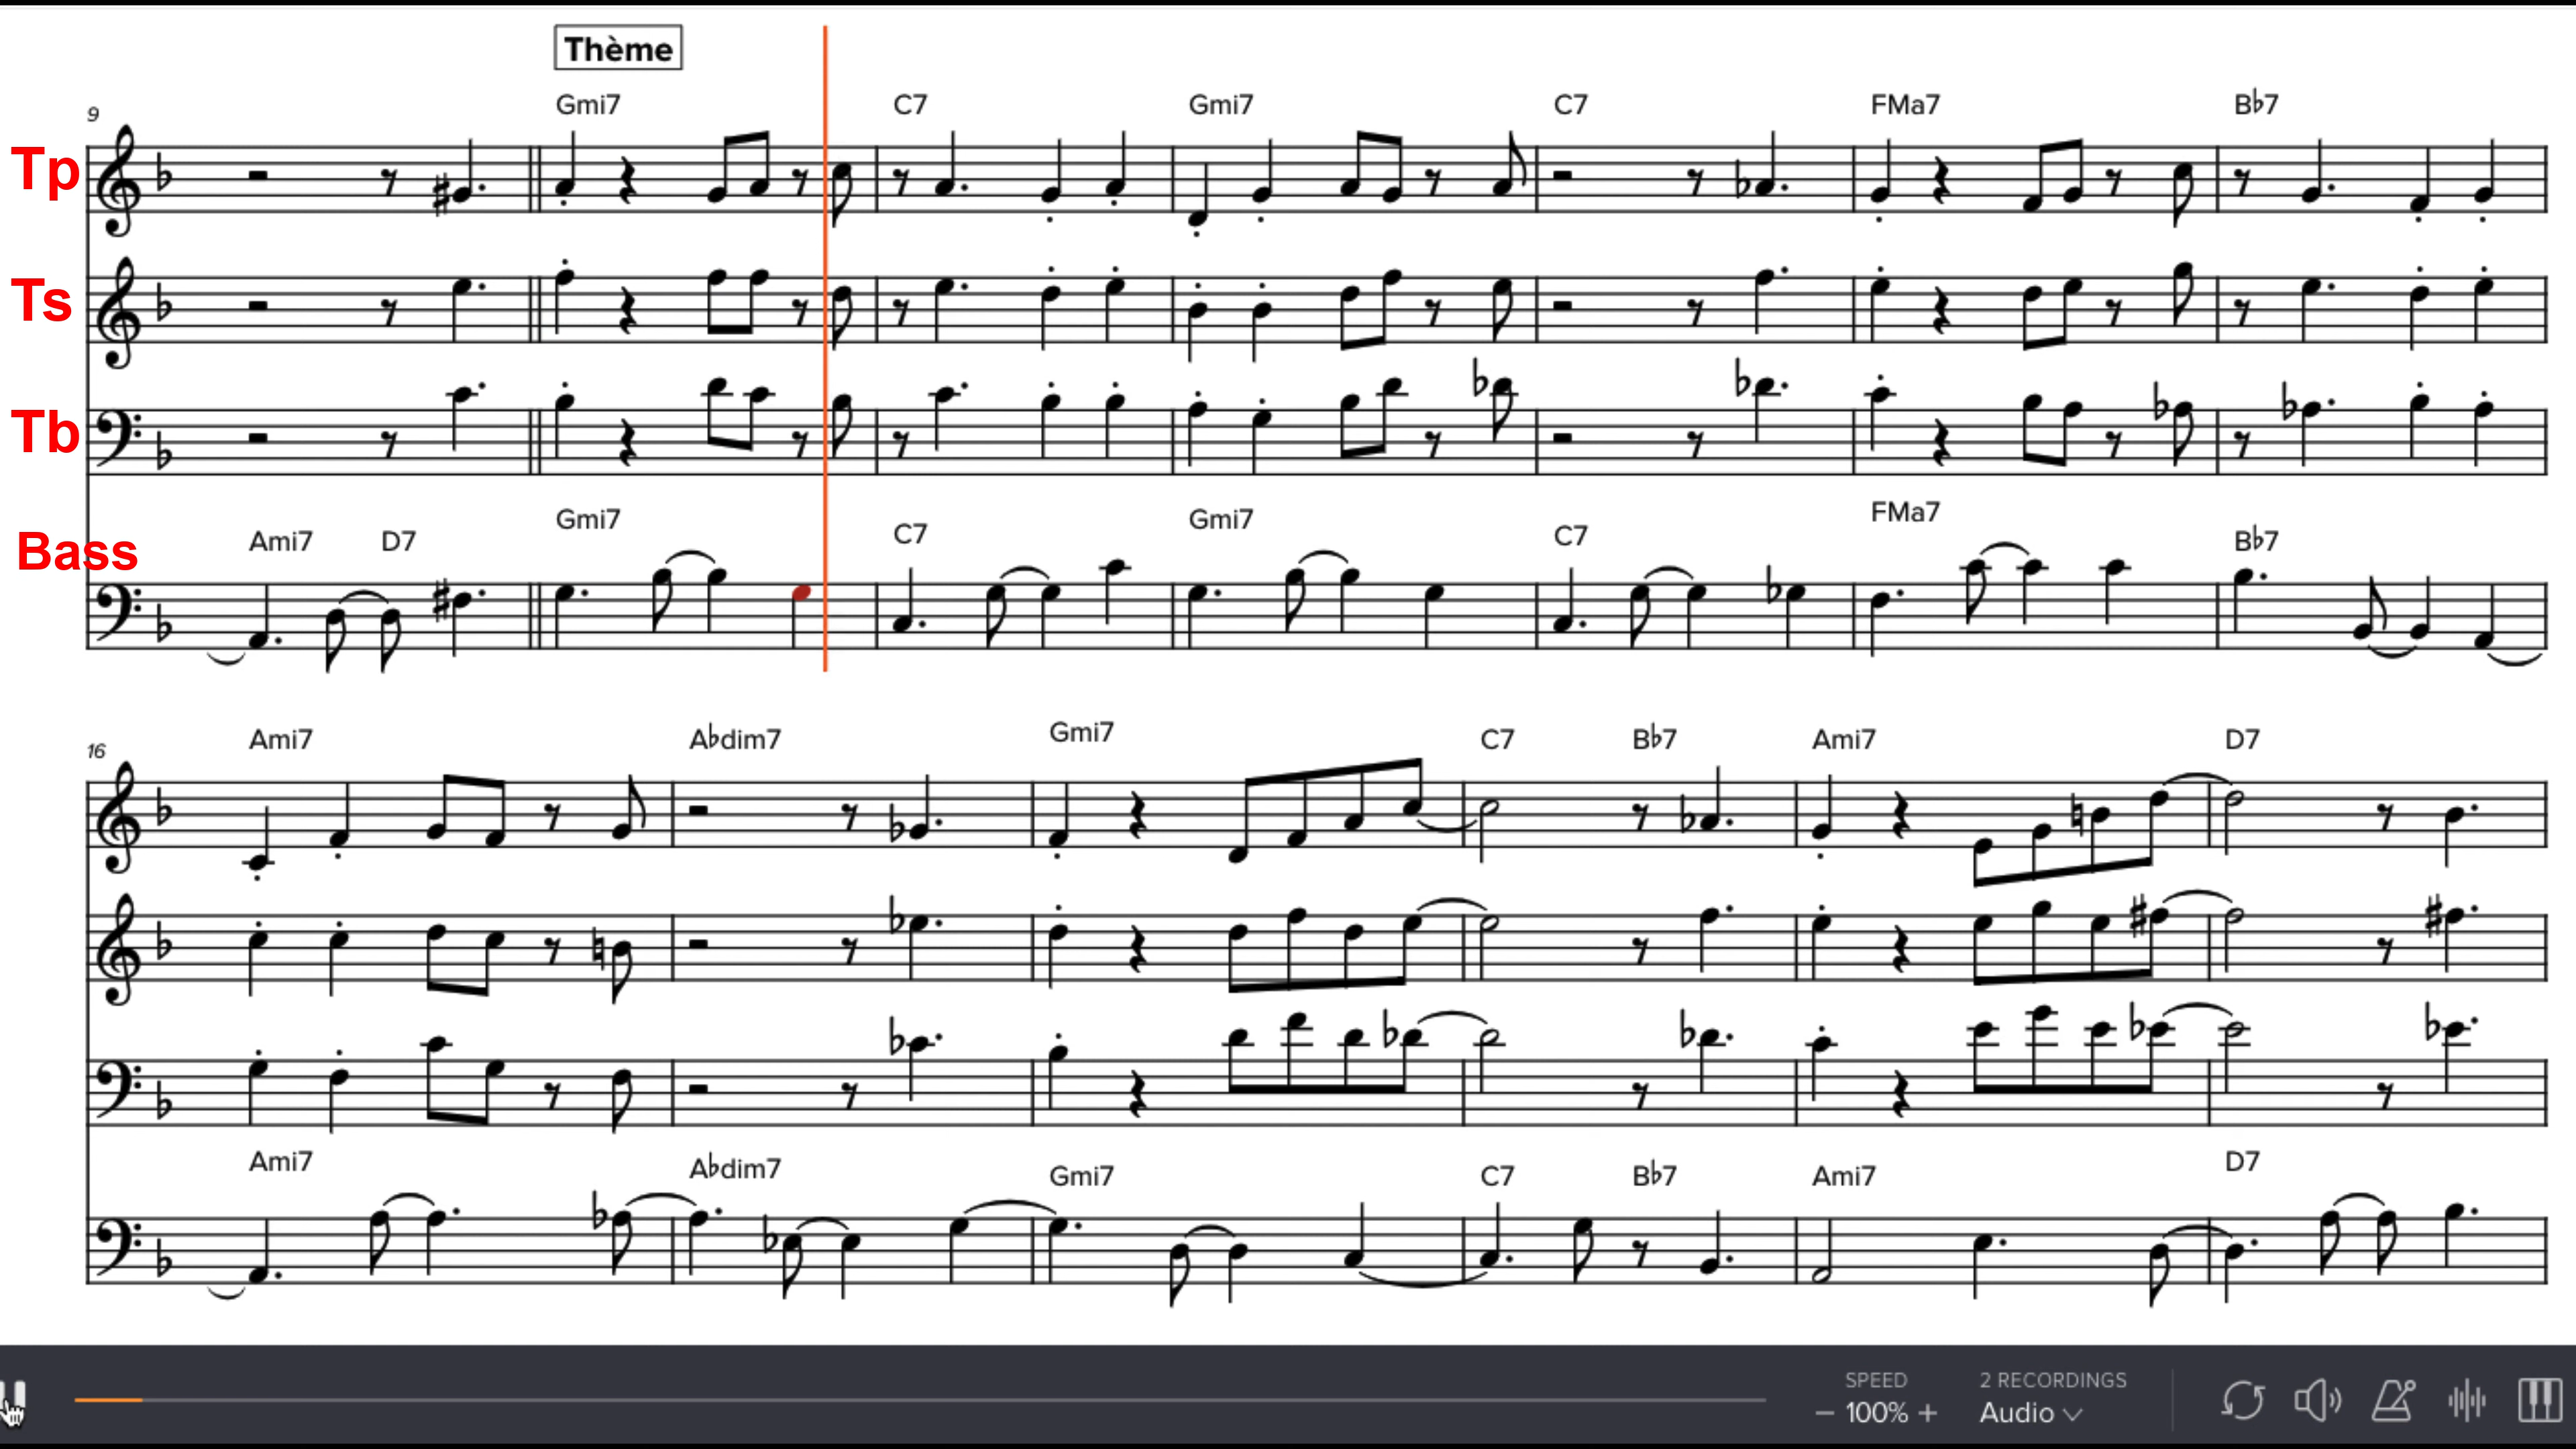 Thème
9
Gmi7 C7 Gmi7 C7 FMa7 B♭7
Tp
Ts
Tb
Bass
Ami7 D7 Gmi7 C7 Gmi7 C7 FMa7 B♭7
16
Ami7 A♭dim7 Gmi7 C7 B♭7 Ami7 D7
Ami7 A♭dim7 Gmi7 C7 B♭7 Ami7 D7
SPEED
− 100% +
2 RECORDINGS
Audio